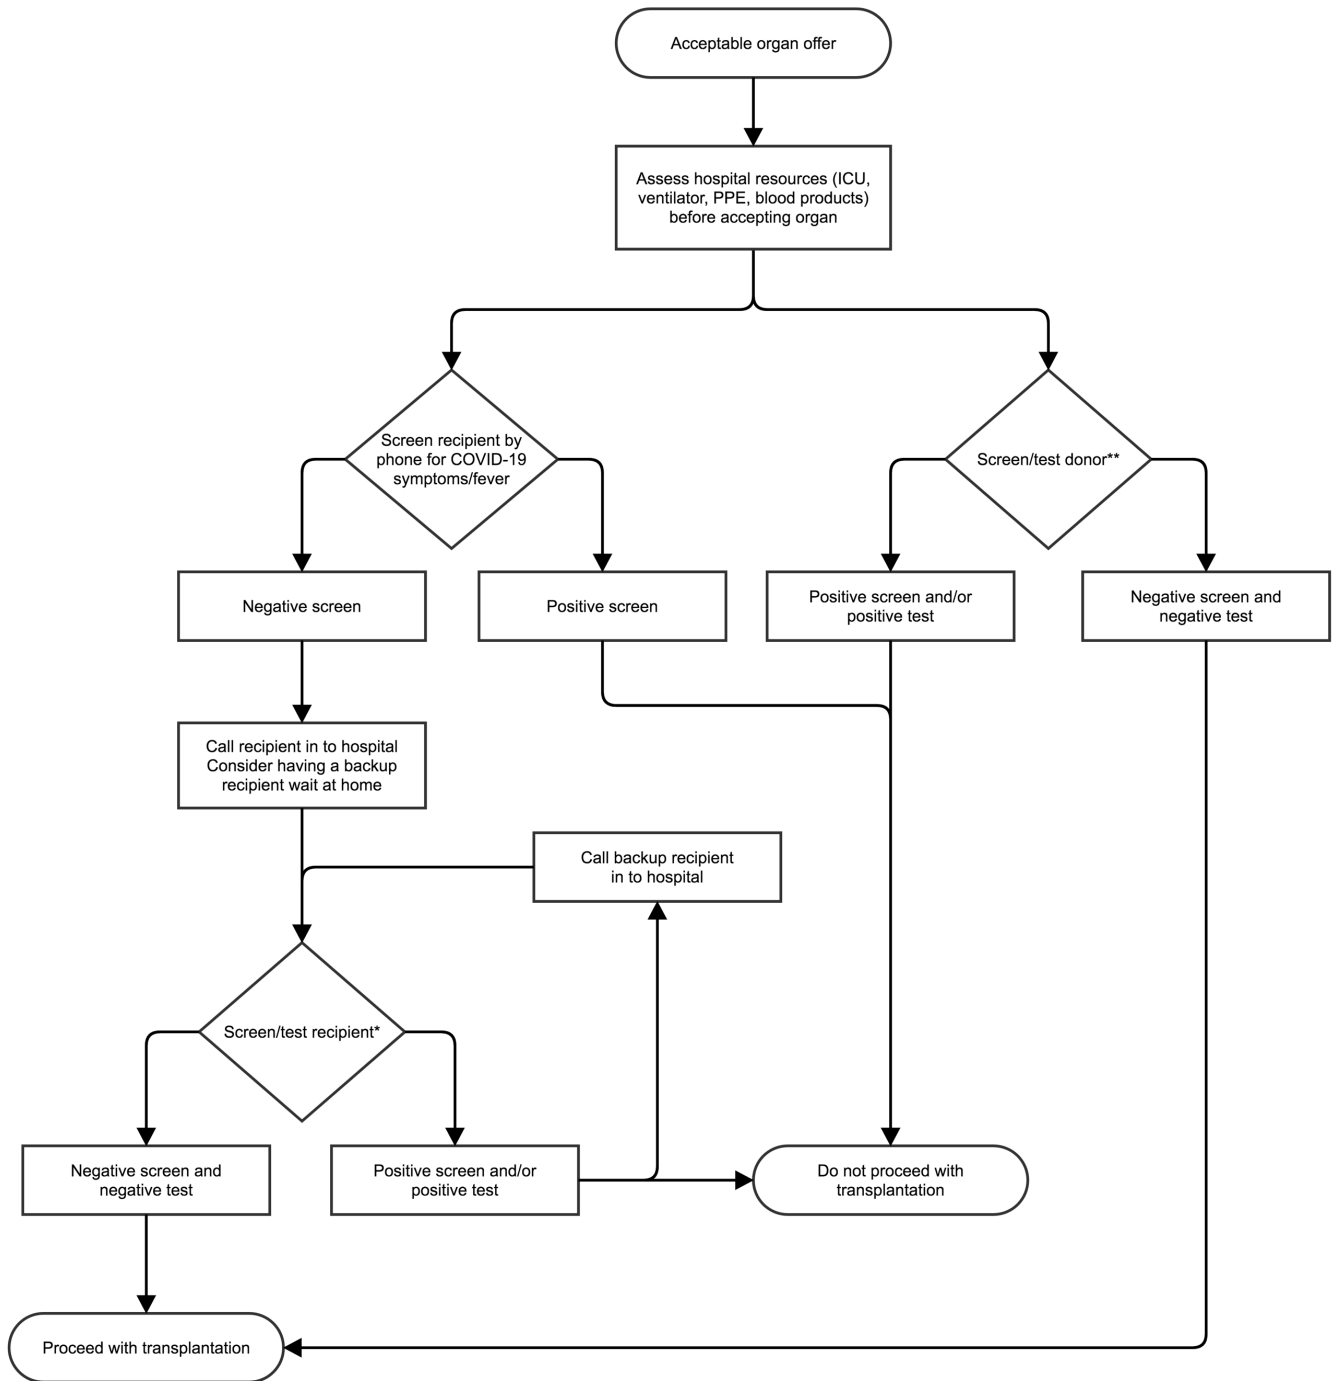 Acceptable organ offer
Assess hospital resources (ICU,
ventilator, PPE, blood products)
before accepting organ
Screen recipient by
phone for COVID-19
symptoms/fever
Screen/test donor**
Negative screen
Positive screen
Positive screen and/or
positive test
Negative screen and
negative test
Call recipient in to hospital
Consider having a backup
recipient wait at home
Call backup recipient
in to hospital
Screen/test recipient*
Negative screen and
negative test
Positive screen and/or
positive test
Do not proceed with
transplantation
Proceed with transplantation